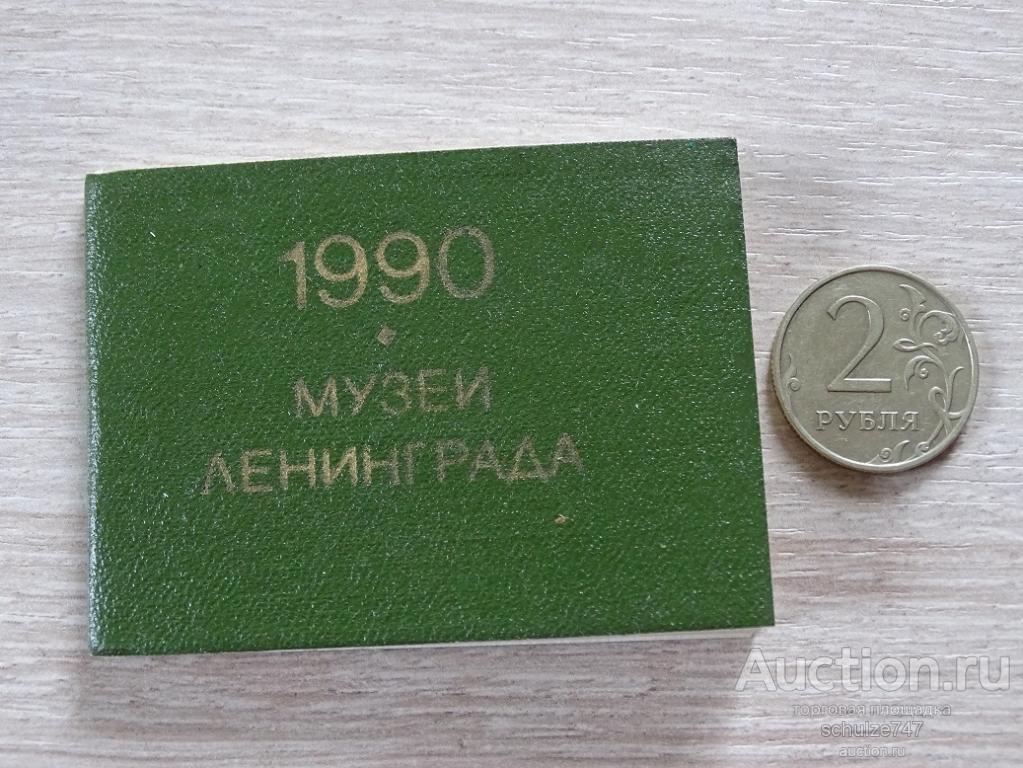 1990
МУЗЕИ
ЛЕНИНГРАДА
2
РУБЛЯ
Auction.ru
торговая площадка
schulze747
auction.ru